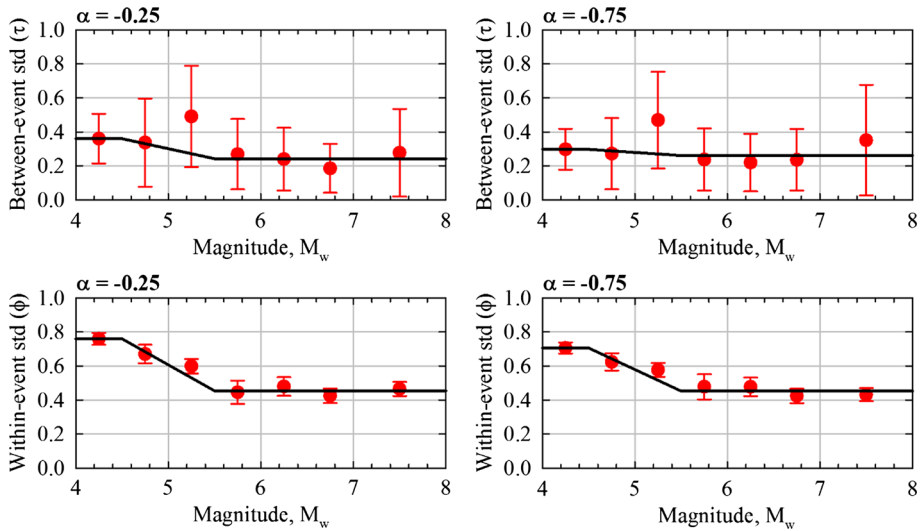 α = -0.25
Between-event std (τ)
1.0
0.8
0.6
0.4
0.2
0.0
4 5 6 7 8
Magnitude, Mw
α = -0.75
Between-event std (τ)
1.0
0.8
0.6
0.4
0.2
0.0
4 5 6 7 8
Magnitude, Mw
α = -0.25
Within-event std (ϕ)
1.0
0.8
0.6
0.4
0.2
0.0
4 5 6 7 8
Magnitude, Mw
α = -0.75
Within-event std (ϕ)
1.0
0.8
0.6
0.4
0.2
0.0
4 5 6 7 8
Magnitude, Mw